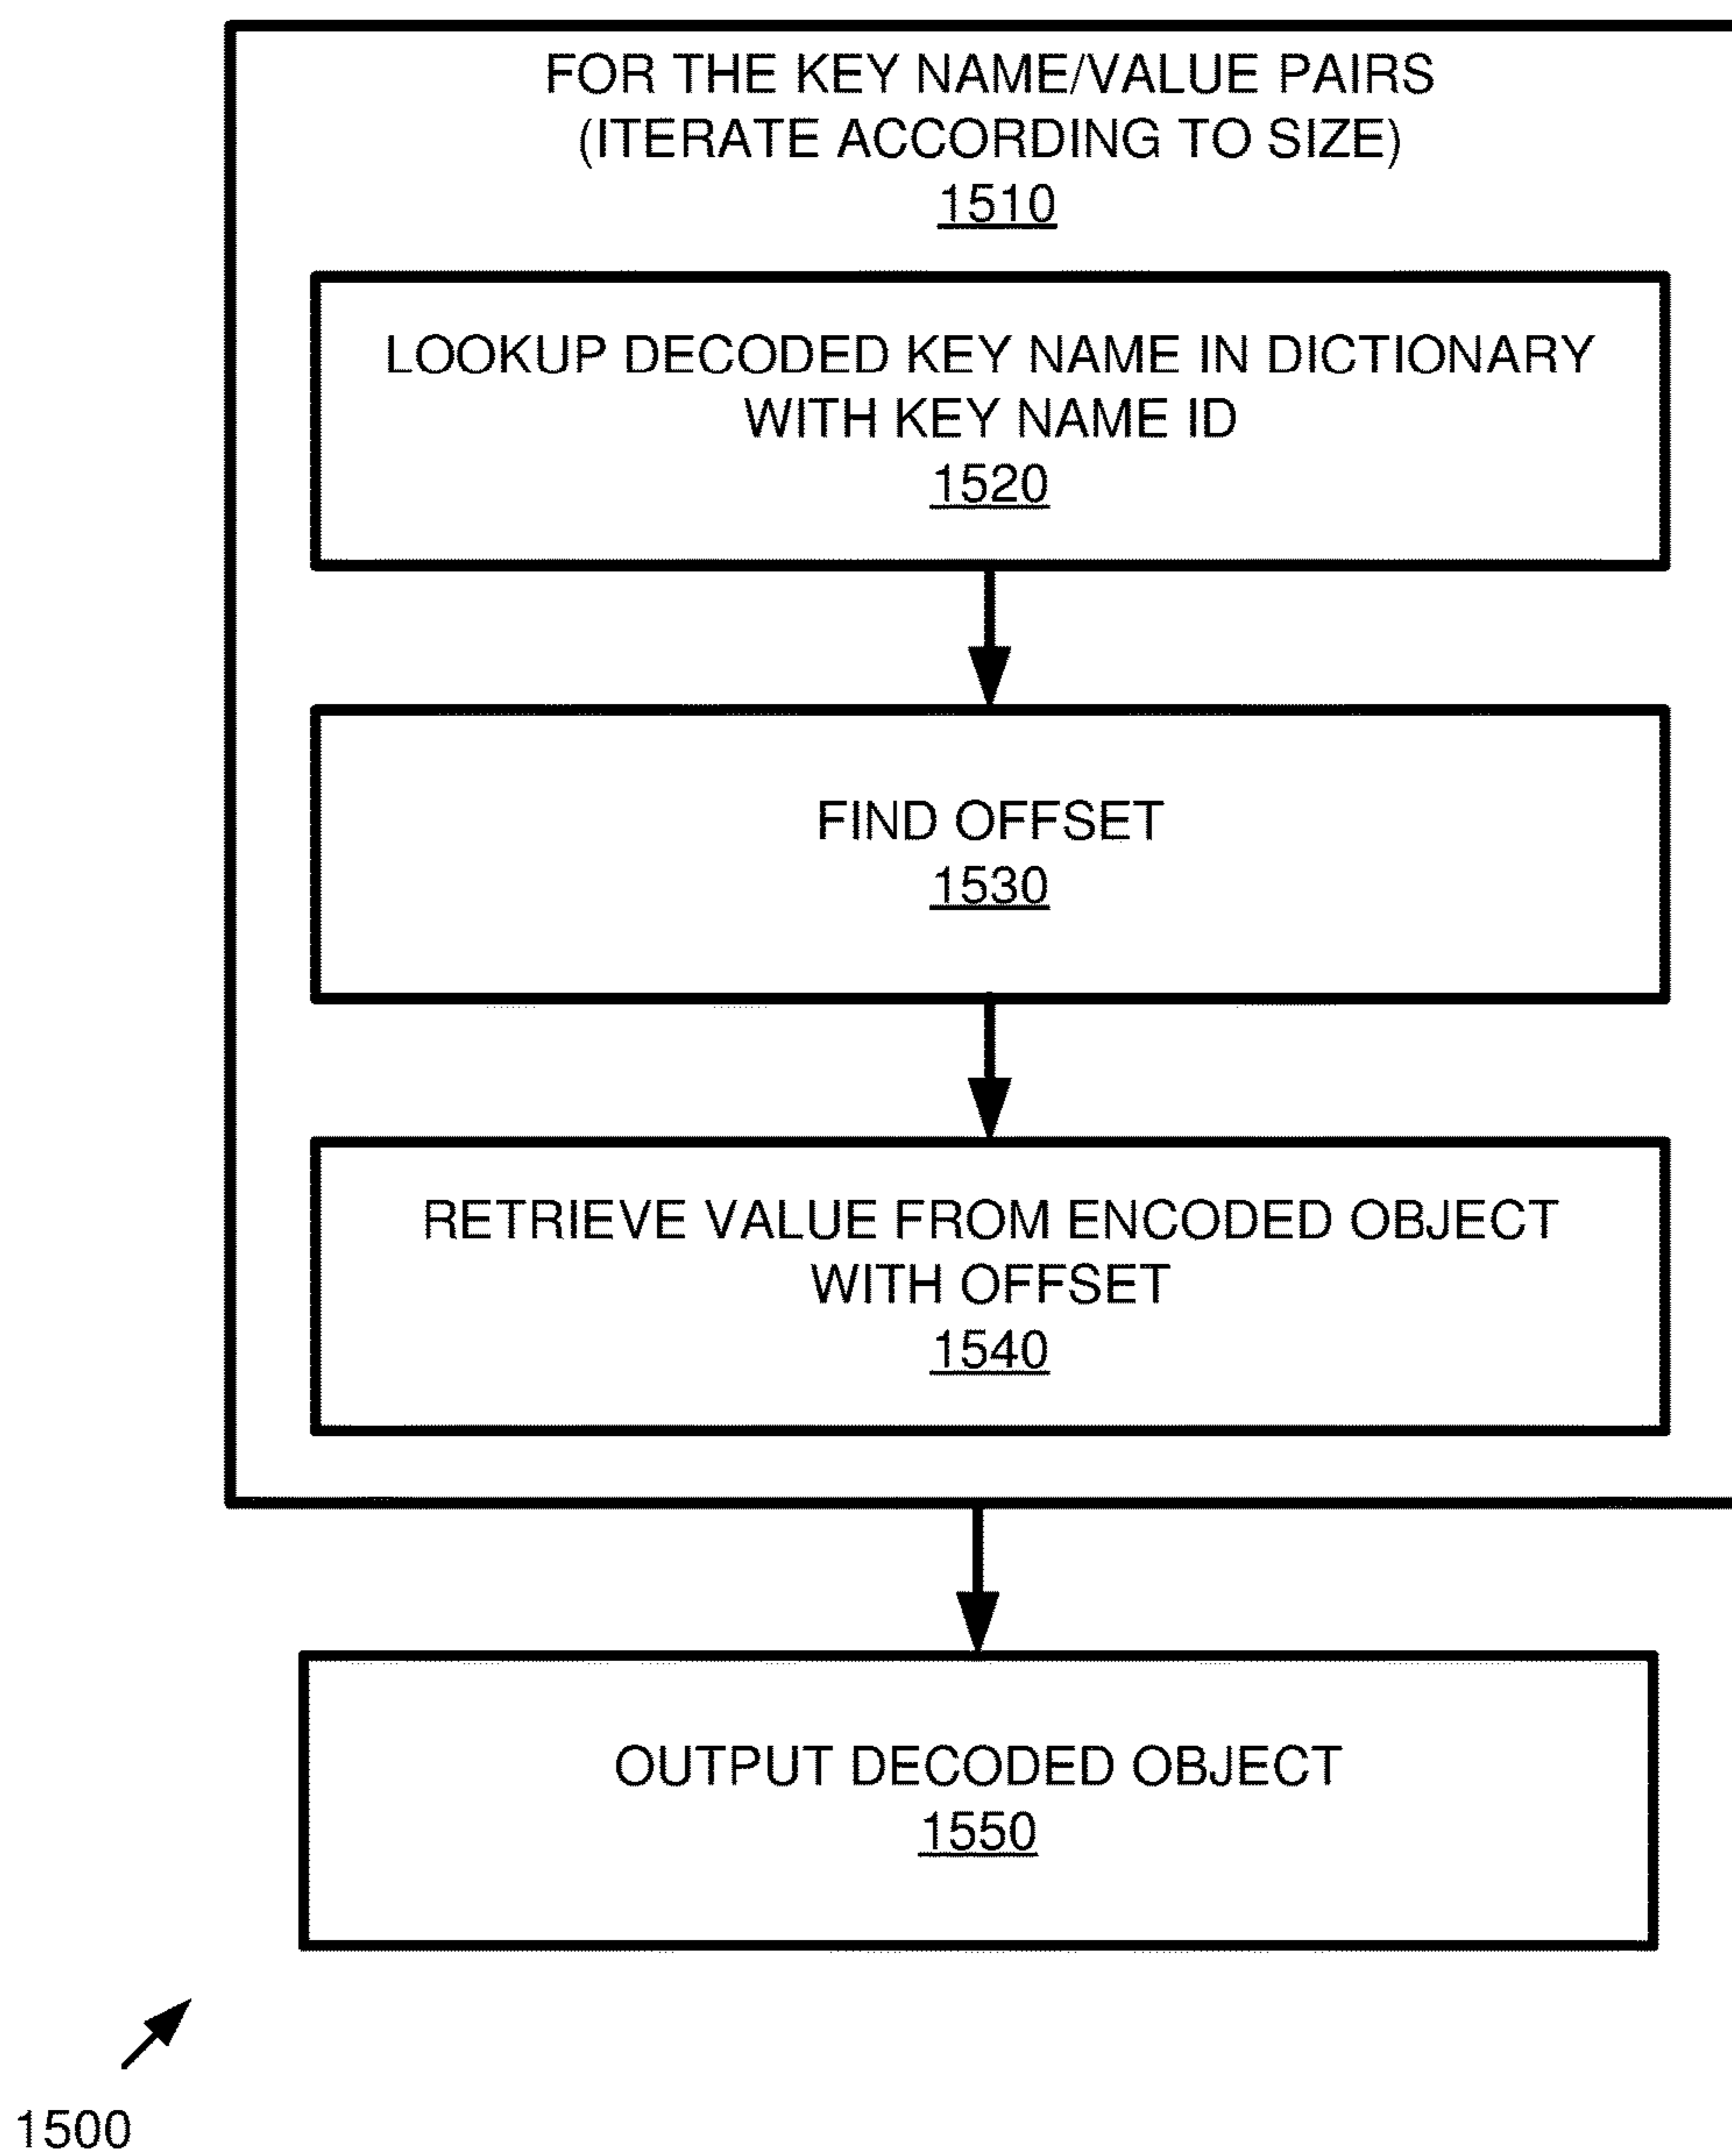 FOR THE KEY NAME/VALUE PAIRS
(ITERATE ACCORDING TO SIZE)
1510
LOOKUP DECODED KEY NAME IN DICTIONARY
WITH KEY NAME ID
1520
FIND OFFSET
1530
RETRIEVE VALUE FROM ENCODED OBJECT
WITH OFFSET
1540
OUTPUT DECODED OBJECT
1550
1500